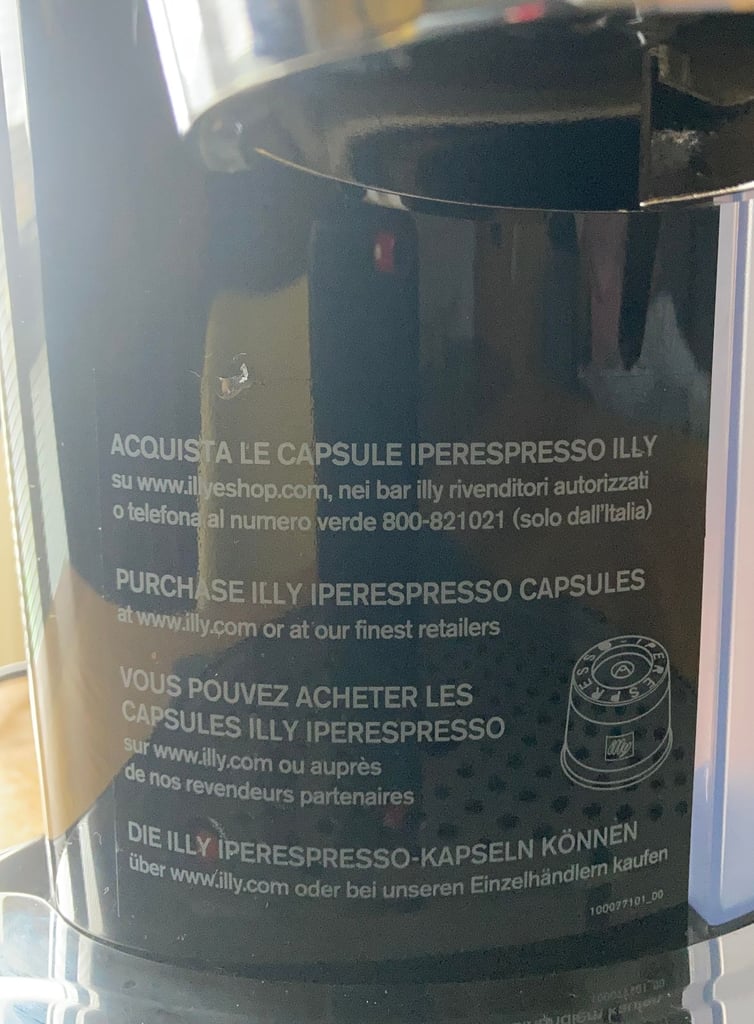 ACQUISTA LE CAPSULE IPERESPRESSO ILLY
su www.illyeshop.com, nei bar illy rivenditori autorizzati
o telefona al numero verde 800-821021 (solo dall'Italia)
PURCHASE ILLY IPERESPRESSO CAPSULES
at www.illy.com or at our finest retailers
VOUS POUVEZ ACHETER LES
CAPSULES ILLY IPERESPRESSO
sur www.illy.com ou auprès
de nos revendeurs partenaires
IPERESPRESSO
illy
DIE ILLY IPERESPRESSO-KAPSELN KÖNNEN
über www.illy.com oder bei unseren Einzelhändlern kaufen
100077101_00